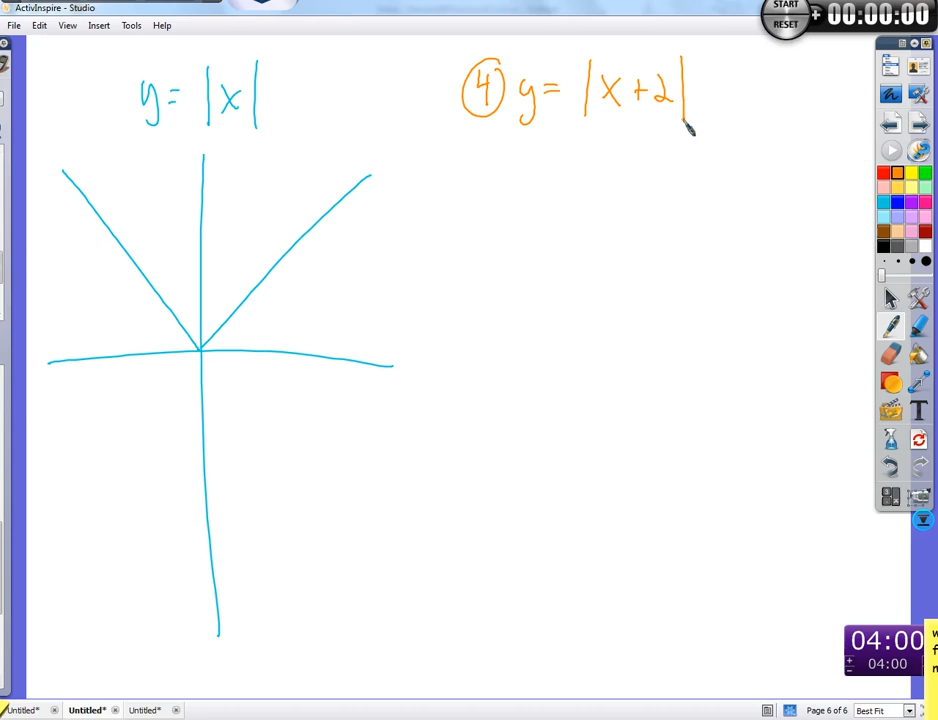 ActivInspire - Studio
START
RESET
00:00:00
File Edit View Insert Tools Help
y = |x|
④ y = |x+2|
04:00
04:00
w
f
n
Untitled* Untitled* Untitled*
Page 6 of 6 Best Fit